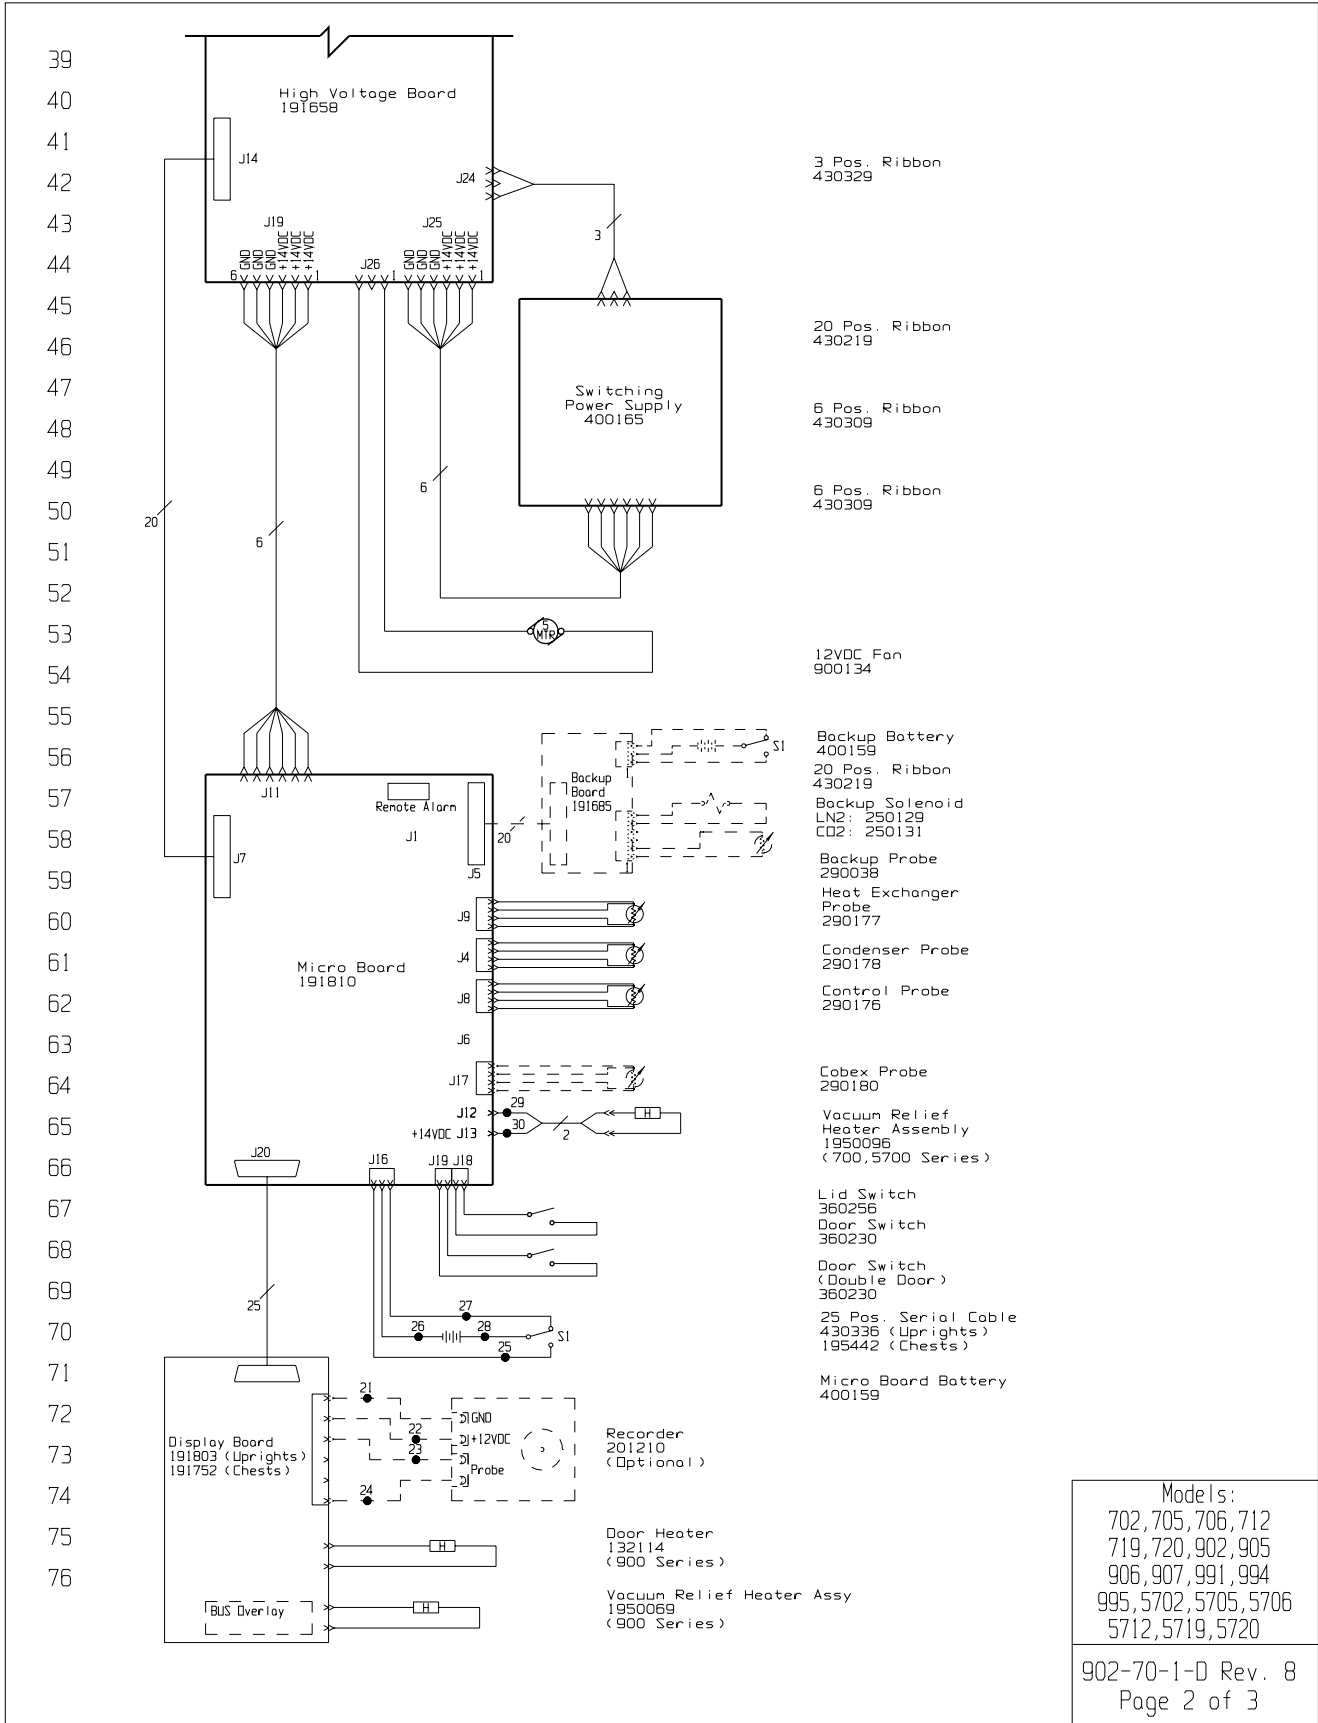 39
40
41
42
43
44
45
46
47
48
49
50
51
52
53
54
55
56
57
58
59
60
61
62
63
64
65
66
67
68
69
70
71
72
73
74
75
76
High Voltage Board
191658
J14
J24
J19
GND
GND
GND
+14VDC
+14VDC
+14VDC
6
1
J26
1
J25
GND
GND
GND
+14VDC
+14VDC
+14VDC
1
3
Switching
Power Supply
400165
6
6
20
5
MTR
3 Pos. Ribbon
430329
20 Pos. Ribbon
430219
6 Pos. Ribbon
430309
6 Pos. Ribbon
430309
12VDC Fan
900134
J11
Remote Alarm
J1
J7
J5
20
Backup
Board
191685
1
1
S1
Backup Battery
400159
20 Pos. Ribbon
430219
Backup Solenoid
LN2: 250129
CO2: 250131
Backup Probe
290038
Heat Exchanger
Probe
290177
Condenser Probe
290178
Control Probe
290176
Cobex Probe
290180
Vacuum Relief
Heater Assembly
1950096
(700,5700 Series)
Lid Switch
360256
Door Switch
360230
Door Switch
(Double Door)
360230
25 Pos. Serial Cable
430336 (Uprights)
195442 (Chests)
Micro Board Battery
400159
Micro Board
191810
J9
J4
J8
J6
J17
J12
+14VDC J13
29
30
2
H
J20
J16
J19
J18
25
27
26
28
S1
25
Display Board
191803 (Uprights)
191752 (Chests)
21
22
23
24
GND
+12VDC
Probe
Recorder
201210
(Optional)
H
Door Heater
132114
(900 Series)
BUS Overlay
H
Vacuum Relief Heater Assy
1950069
(900 Series)
Models:
702,705,706,712
719,720,902,905
906,907,991,994
995,5702,5705,5706
5712,5719,5720
902-70-1-D Rev. 8
Page 2 of 3